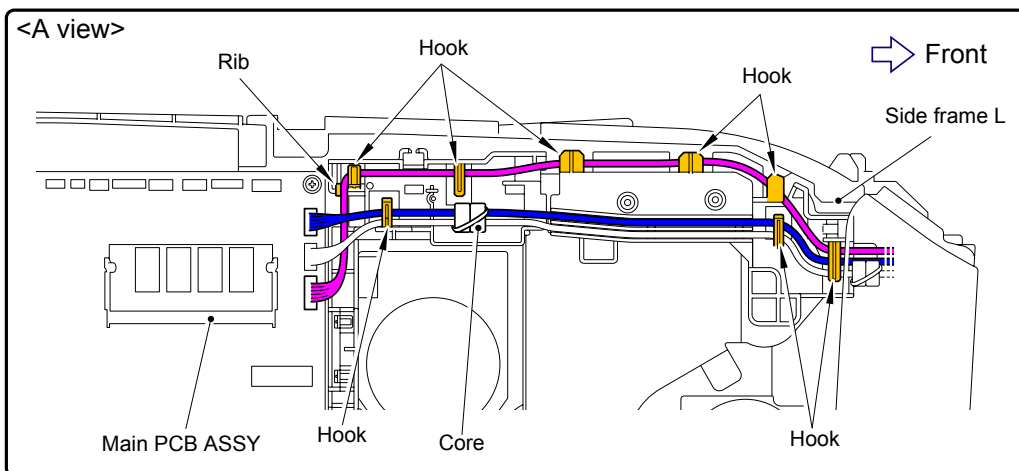 <A view>
Hook
Rib
Hook
Front
Side frame L
Main PCB ASSY
Hook
Core
Hook